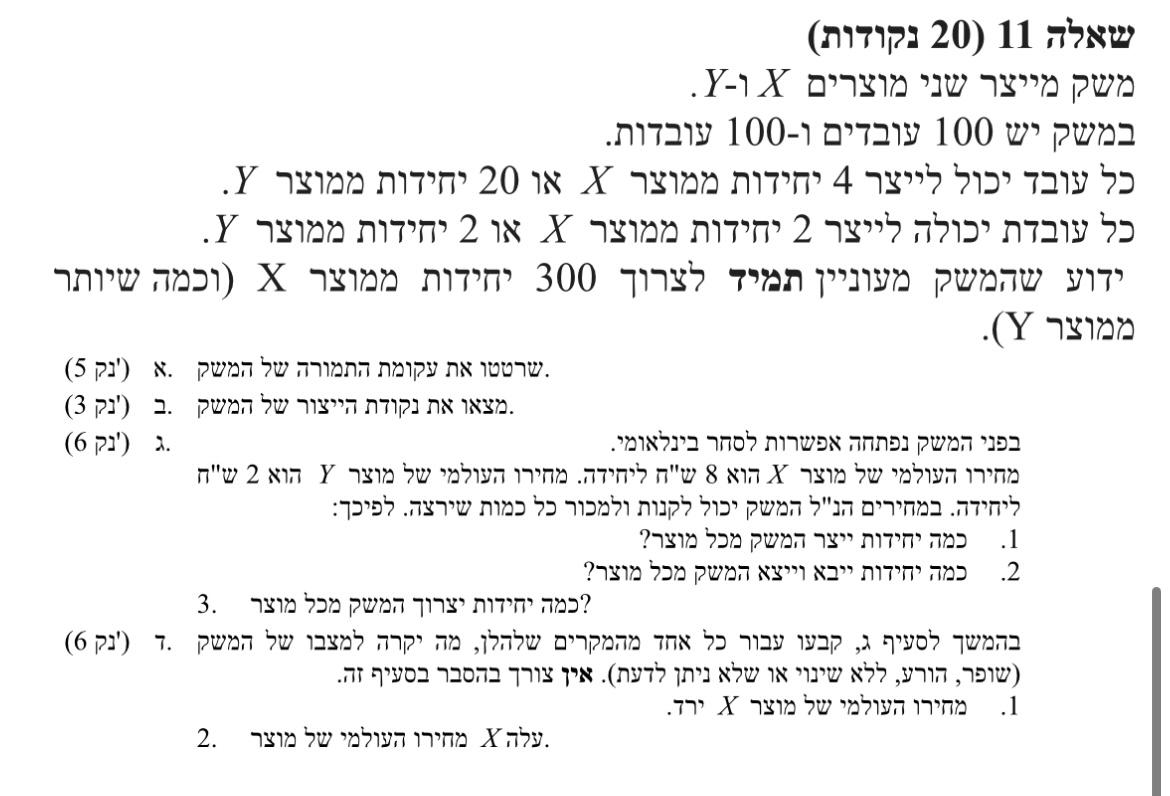 שאלה 11 (20 נקודות)
משק מייצר שני מוצרים X ו-Y.
במשק יש 100 עובדים ו-100 עובדות.
כל עובד יכול לייצר 4 יחידות ממוצר X או 20 יחידות ממוצר Y.
כל עובדת יכולה לייצר 2 יחידות ממוצר X או 2 יחידות ממוצר Y.
ידוע שהמשק מעוניין תמיד לצרוך 300 יחידות ממוצר X (וכמה שיותר
ממוצר Y).
(5 נק') א. שרטטו את עקומת התמורה של המשק.
(3 נק') ב. מצאו את נקודת הייצור של המשק.
(6 נק') ג. בפני המשק נפתחה אפשרות לסחר בינלאומי.
מחירו העולמי של מוצר X הוא 8 ש"ח ליחידה. מחירו העולמי של מוצר Y הוא 2 ש"ח
ליחידה. במחירים הנ"ל המשק יכול לקנות ולמכור כל כמות שירצה. לפיכך:
1. כמה יחידות ייצר המשק מכל מוצר?
2. כמה יחידות ייבא וייצא המשק מכל מוצר?
3. כמה יחידות יצרוך המשק מכל מוצר?
(6 נק') ד. בהמשך לסעיף ג, קבעו עבור כל אחד מהמקרים שלהלן, מה יקרה למצבו של המשק
(שופר, הורע, ללא שינוי או שלא ניתן לדעת). אין צורך בהסבר בסעיף זה.
1. מחירו העולמי של מוצר X ירד.
2. מחירו העולמי של מוצר X עלה.